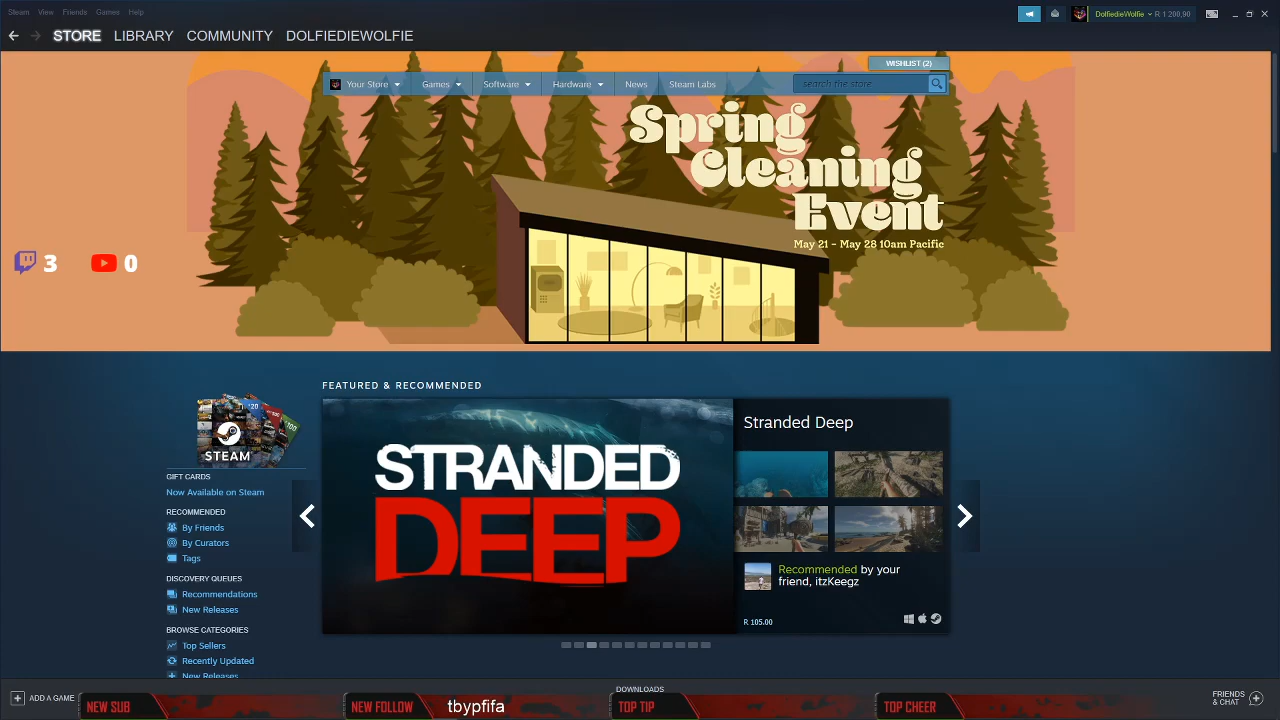 Steam View Friends Games Help
DolfiedieWolfie R 1 290,90
STORE LIBRARY COMMUNITY DOLFIEDIEWOLFIE
WISHLIST (2)
Your Store Games Software Hardware News Steam Labs search the store
Spring
Cleaning
Event
May 21 - May 28 10am Pacific
3 0
FEATURED & RECOMMENDED
STEAM
GIFT CARDS
Now Available on Steam
RECOMMENDED
By Friends
By Curators
Tags
DISCOVERY QUEUES
Recommendations
New Releases
BROWSE CATEGORIES
Top Sellers
Recently Updated
New Releases
STRANDED
DEEP
Stranded Deep
Recommended by your
friend, itzKeegz
R 105.00
ADD A GAME
DOWNLOADS
FRIENDS
& CHAT
NEW SUB
NEW FOLLOW tbypfifa
TOP TIP
TOP CHEER